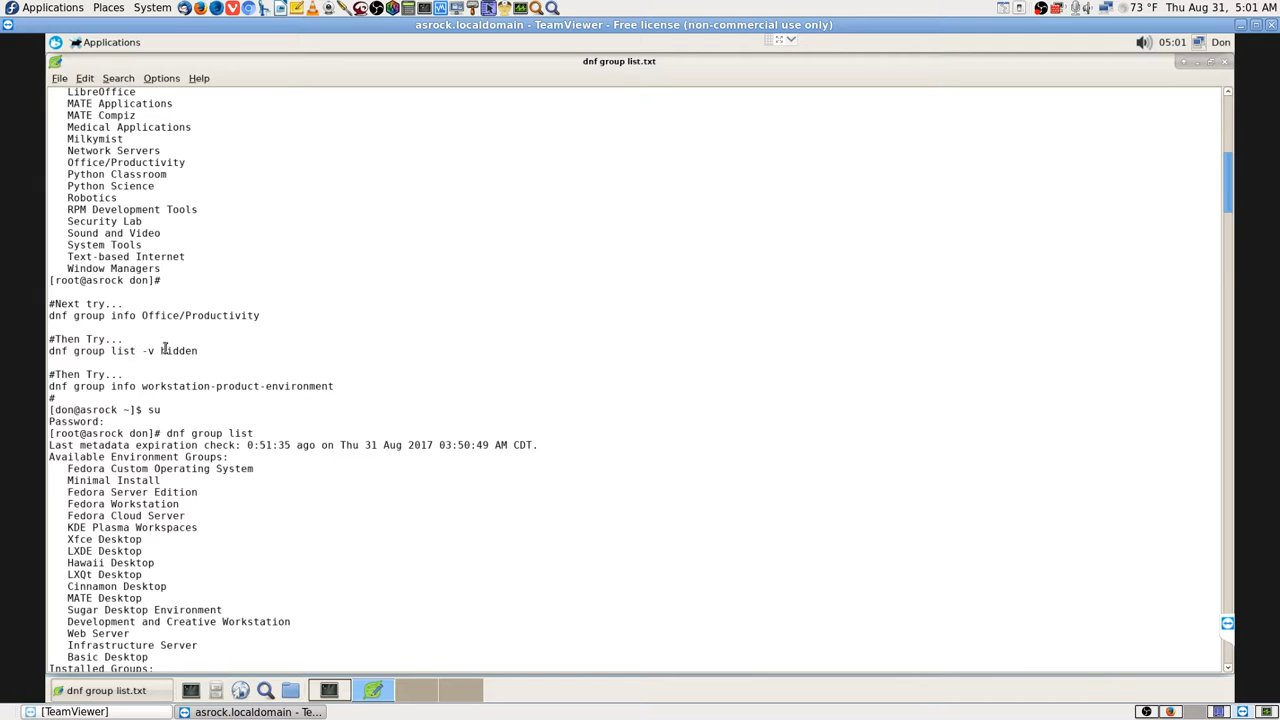 Applications Places System 73 °F Thu Aug 31, 5:01 AM
asrock.localdomain - TeamViewer - Free license (non-commercial use only)
Applications 05:01 Don
dnf group list.txt
File Edit Search Options Help
LibreOffice
MATE Applications
MATE Compiz
Medical Applications
Milkymist
Network Servers
Office/Productivity
Python Classroom
Python Science
Robotics
RPM Development Tools
Security Lab
Sound and Video
System Tools
Text-based Internet
Window Managers
[root@asrock don]#
#Next try...
dnf group info Office/Productivity
#Then Try...
dnf group list -v hidden
#Then Try...
dnf group info workstation-product-environment
#
[don@asrock ~]$ su
Password:
[root@asrock don]# dnf group list
Last metadata expiration check: 0:51:35 ago on Thu 31 Aug 2017 03:50:49 AM CDT.
Available Environment Groups:
Fedora Custom Operating System
Minimal Install
Fedora Server Edition
Fedora Workstation
Fedora Cloud Server
KDE Plasma Workspaces
Xfce Desktop
LXDE Desktop
Hawaii Desktop
LXQt Desktop
Cinnamon Desktop
MATE Desktop
Sugar Desktop Environment
Development and Creative Workstation
Web Server
Infrastructure Server
Basic Desktop
Installed Groups:
dnf group list.txt
[TeamViewer] asrock.localdomain - Te...